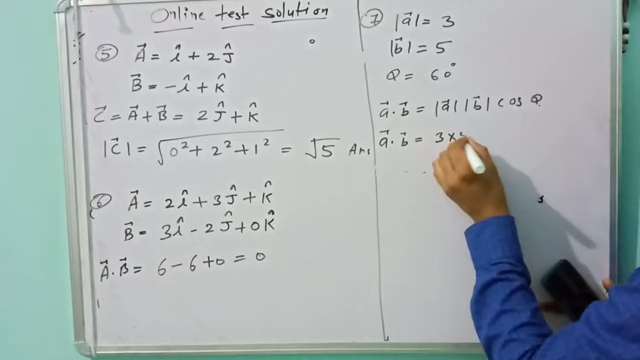 Online test Solution
⑤ A⃗ = î + 2Ĵ
B⃗ = -î + K̂
C⃗ = A⃗ + B⃗ = 2Ĵ + K̂
|C⃗| = √(0² + 2² + 1²) = √5 Ans
⑥ A⃗ = 2î + 3Ĵ + K̂
B⃗ = 3î - 2Ĵ + 0K̂
A⃗.B⃗ = 6 - 6 + 0 = 0
⑦ |a⃗| = 3
|b⃗| = 5
θ = 60°
a⃗.b⃗ = |a⃗| |b⃗| cos θ
a⃗.b⃗ = 3×